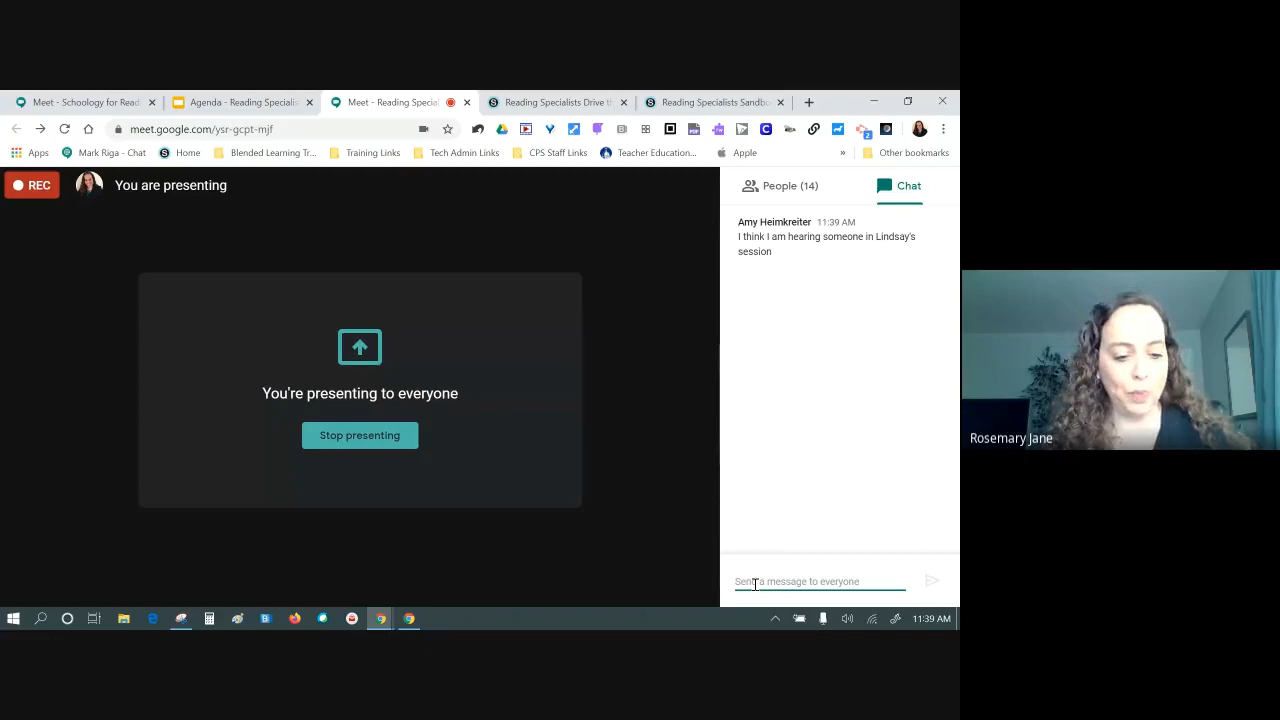 Meet - Schoology for Read
Agenda - Reading Speciali
Meet - Reading Special
Reading Specialists Drive th
Reading Specialists Sandbo
meet.google.com/ysr-gcpt-mjf
Apps
Mark Riga - Chat
Home
Blended Learning Tr...
Training Links
Tech Admin Links
CPS Staff Links
Teacher Education...
Apple
»
Other bookmarks
REC
You are presenting
People (14)
Chat
Amy Heimkreiter 11:39 AM
I think I am hearing someone in Lindsay's
session
You're presenting to everyone
Stop presenting
Send a message to everyone
Rosemary Jane
11:39 AM